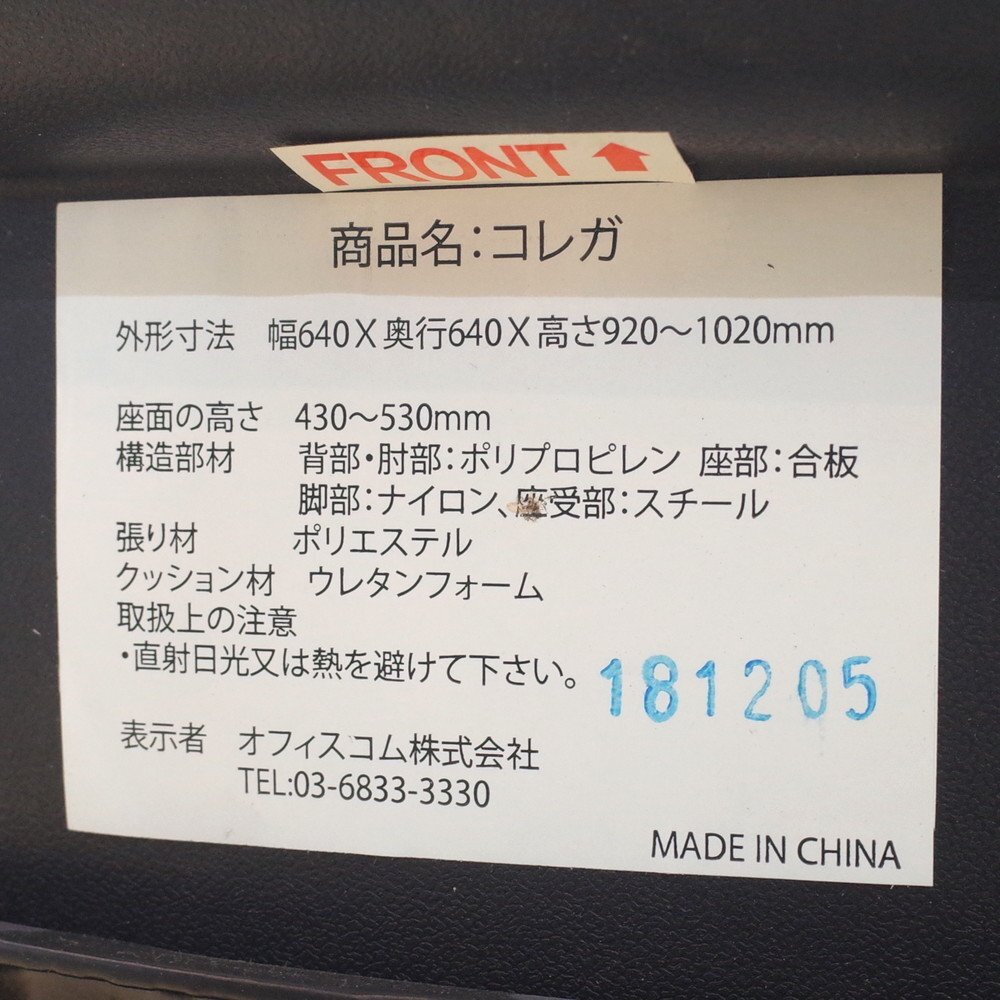 FRONT
商品名：コレガ
外形寸法 幅640X奥行640X高さ920～1020mm
座面の高さ 430～530mm
構造部材 背部・肘部：ポリプロピレン 座部：合板
脚部：ナイロン、座受部：スチール
張り材 ポリエステル
クッション材 ウレタンフォーム
取扱上の注意
・直射日光又は熱を避けて下さい。
181205
表示者 オフィスコム株式会社
TEL:03-6833-3330
MADE IN CHINA